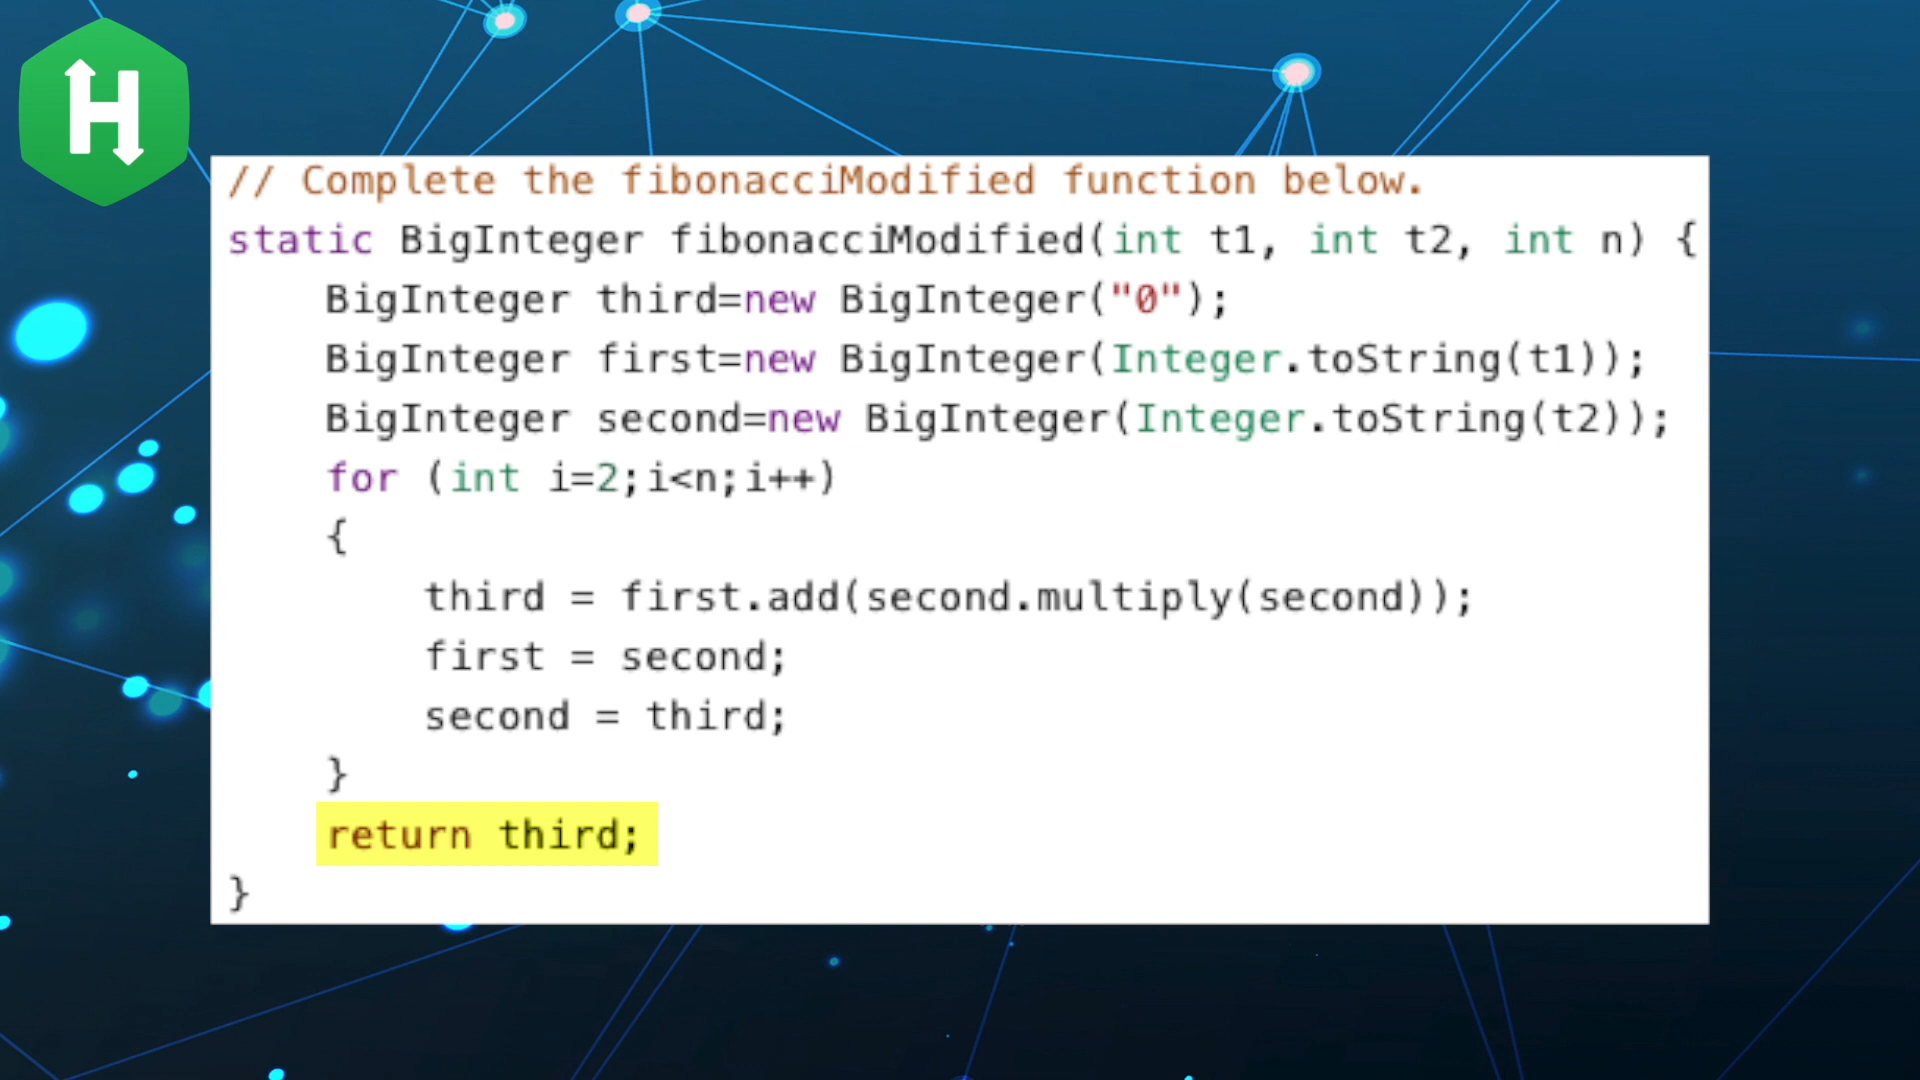 H
// Complete the fibonacciModified function below.
static BigInteger fibonacciModified(int t1, int t2, int n) {
    BigInteger third=new BigInteger("0");
    BigInteger first=new BigInteger(Integer.toString(t1));
    BigInteger second=new BigInteger(Integer.toString(t2));
    for (int i=2;i<n;i++)
    {
        third = first.add(second.multiply(second));
        first = second;
        second = third;
    }
    return third;
}